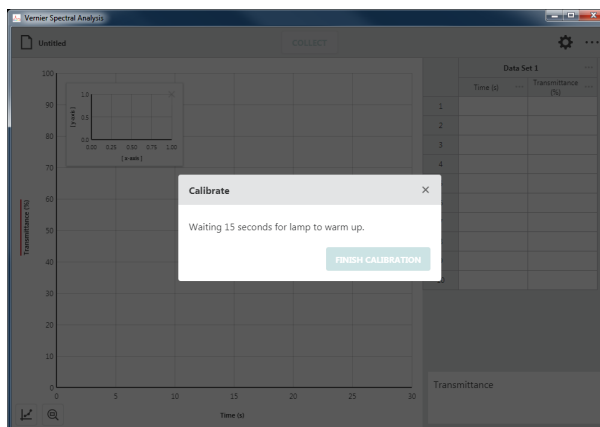 Vernier Spectral Analysis
Untitled
COLLECT
100
90
80
70
60
50
40
30
20
10
0
Transmittance (%)
0 5 10 15 20 25 30
Time (s)
1.0
0.5
0.0
[ y-axis ]
0.00 0.25 0.50 0.75 1.00
[ x-axis ]
Calibrate
Waiting 15 seconds for lamp to warm up.
FINISH CALIBRATION
Data Set 1
Time (s) Transmittance
(%)
1
2
3
4
Transmittance